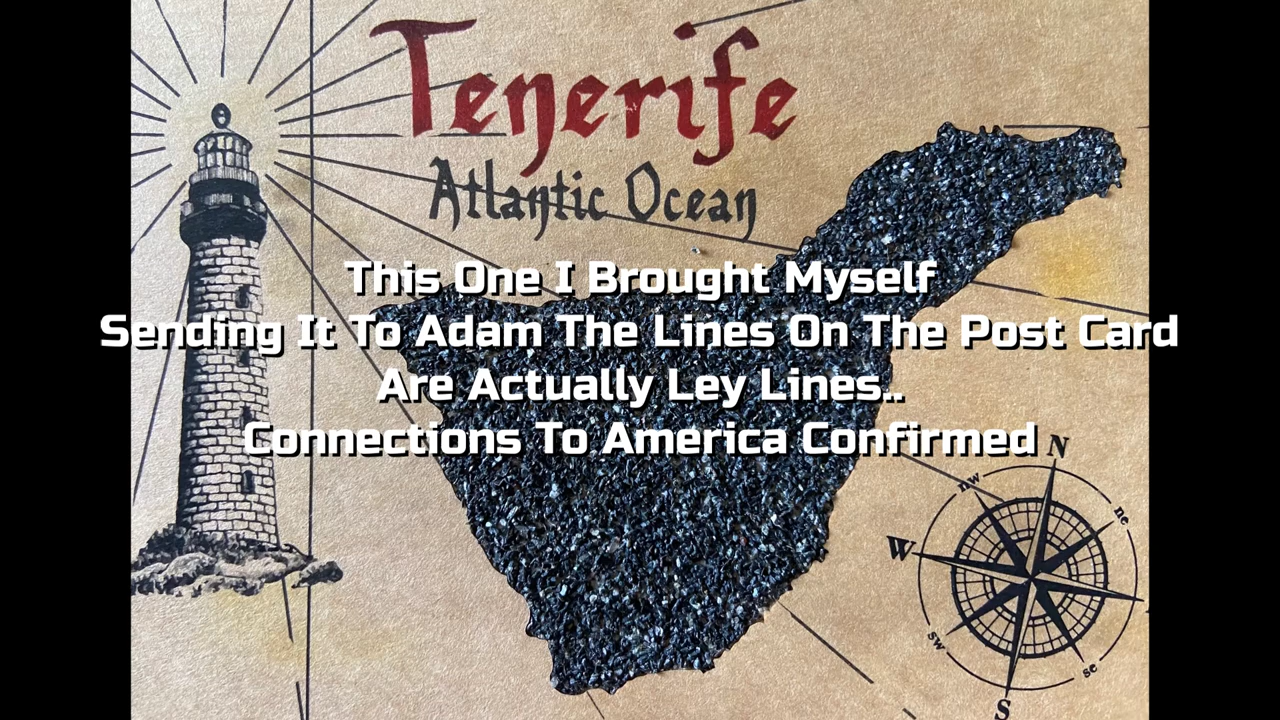 Tenerife
Atlantic Ocean
This One I Brought Myself
Sending It To Adam The Lines On The Post Card
Are Actually Ley Lines..
Connections To America Confirmed
N
nw
ne
W
sw
se
S